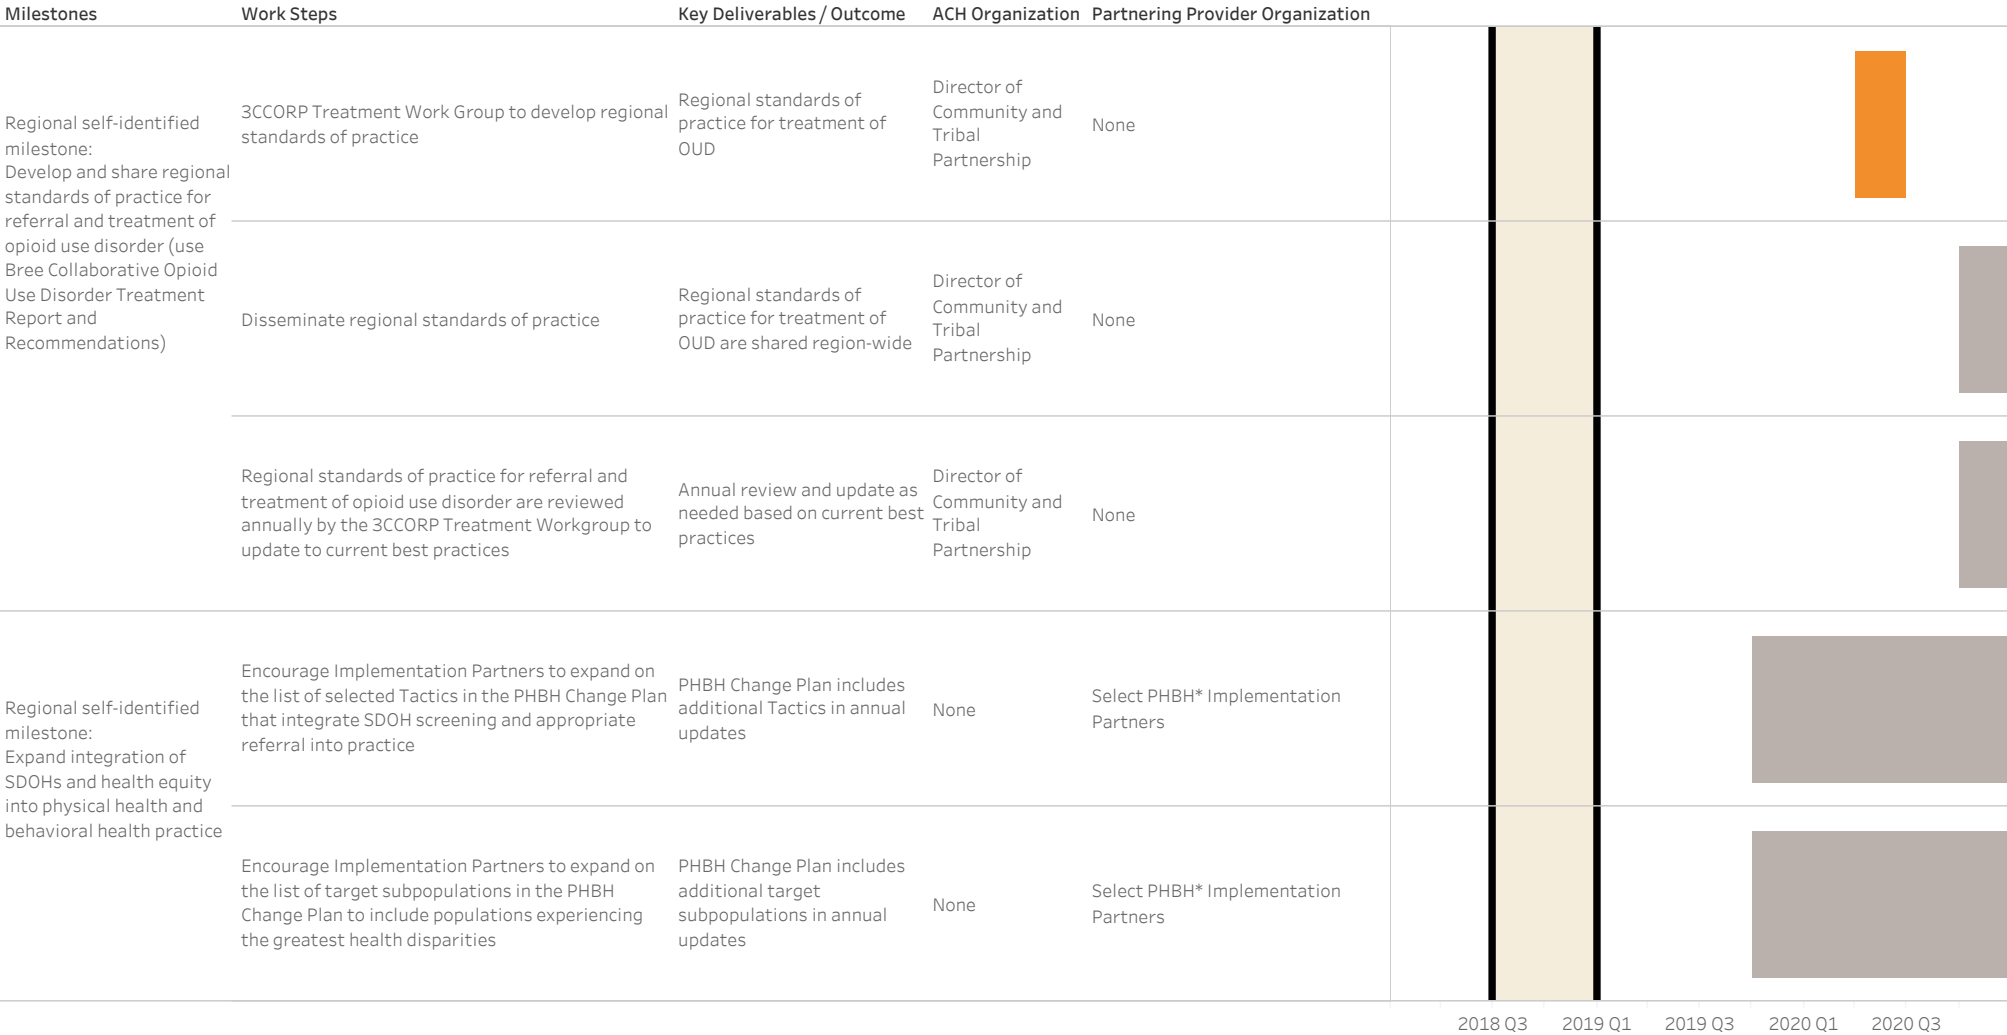 Milestones
Work Steps
Key Deliverables / Outcome
ACH Organization
Partnering Provider Organization
Regional self-identified
milestone:
Develop and share regional
standards of practice for
referral and treatment of
opioid use disorder (use
Bree Collaborative Opioid
Use Disorder Treatment
Report and
Recommendations)
3CCORP Treatment Work Group to develop regional
standards of practice
Regional standards of
practice for treatment of
OUD
Director of
Community and
Tribal
Partnership
None
Disseminate regional standards of practice
Regional standards of
practice for treatment of
OUD are shared region-wide
Director of
Community and
Tribal
Partnership
None
Regional standards of practice for referral and
treatment of opioid use disorder are reviewed
annually by the 3CCORP Treatment Workgroup to
update to current best practices
Annual review and update as
needed based on current best
practices
Director of
Community and
Tribal
Partnership
None
Regional self-identified
milestone:
Expand integration of
SDOHs and health equity
into physical health and
behavioral health practice
Encourage Implementation Partners to expand on
the list of selected Tactics in the PHBH Change Plan
that integrate SDOH screening and appropriate
referral into practice
PHBH Change Plan includes
additional Tactics in annual
updates
None
Select PHBH* Implementation
Partners
Encourage Implementation Partners to expand on
the list of target subpopulations in the PHBH
Change Plan to include populations experiencing
the greatest health disparities
PHBH Change Plan includes
additional target
subpopulations in annual
updates
None
Select PHBH* Implementation
Partners
2018 Q3
2019 Q1
2019 Q3
2020 Q1
2020 Q3